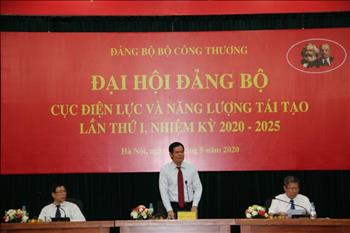 ĐẢNG BỘ BỘ CÔNG THƯƠNG
ĐẠI HỘI ĐẢNG BỘ
CỤC ĐIỆN LỰC VÀ NĂNG LƯỢNG TÁI TẠO
LẦN THỨ I, NHIỆM KỲ 2020 - 2025
Hà Nội, ngày 5 năm 2020